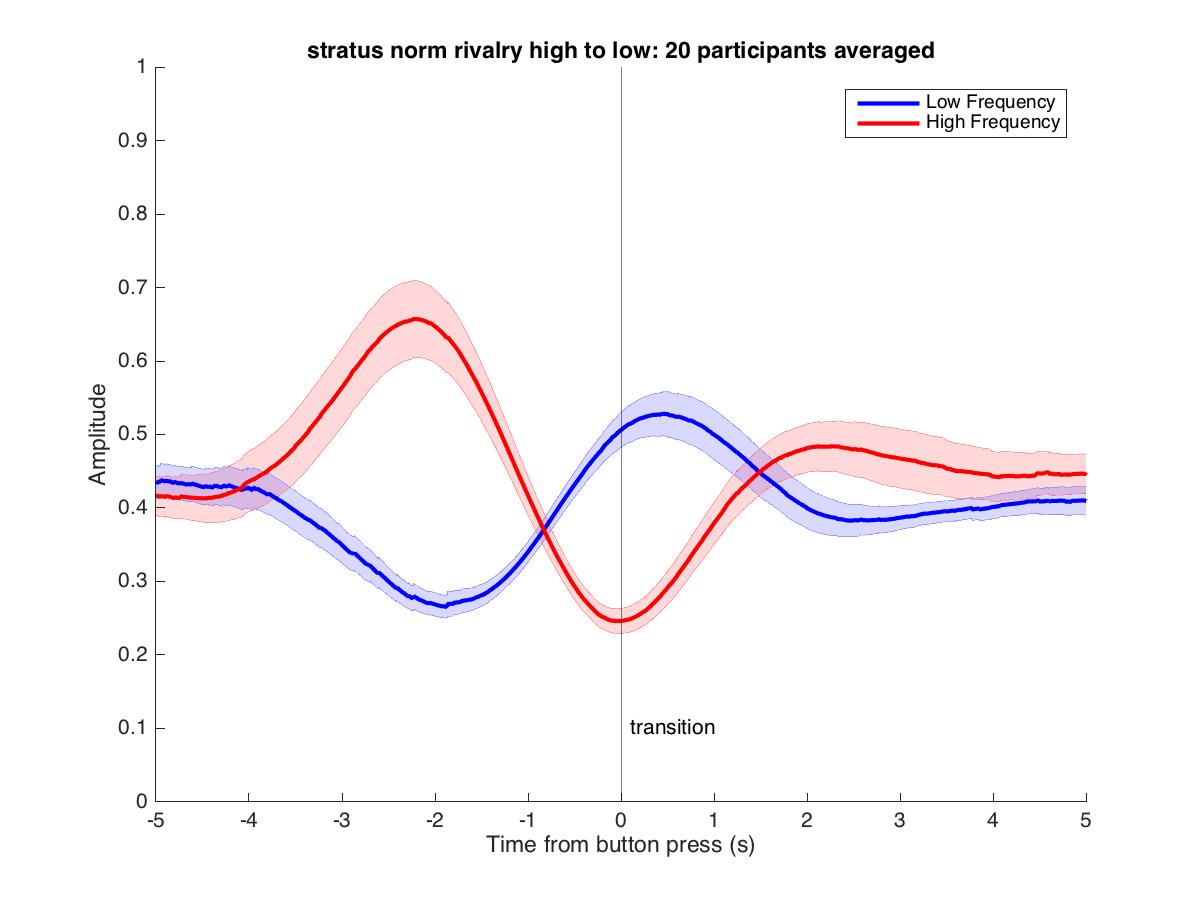 stratus norm rivalry high to low: 20 participants averaged
Low Frequency
High Frequency
1
0.9
0.8
0.7
0.6
0.5
0.4
0.3
0.2
0.1
0
Amplitude
transition
-5 -4 -3 -2 -1 0 1 2 3 4 5
Time from button press (s)